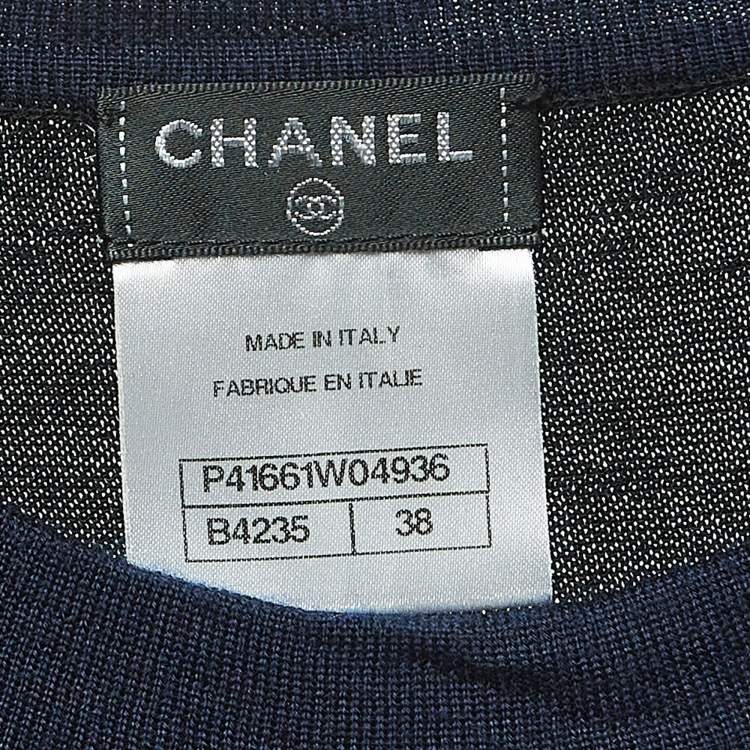 CHANEL
MADE IN ITALY
FABRIQUE EN ITALIE
P41661W04936
B4235 38